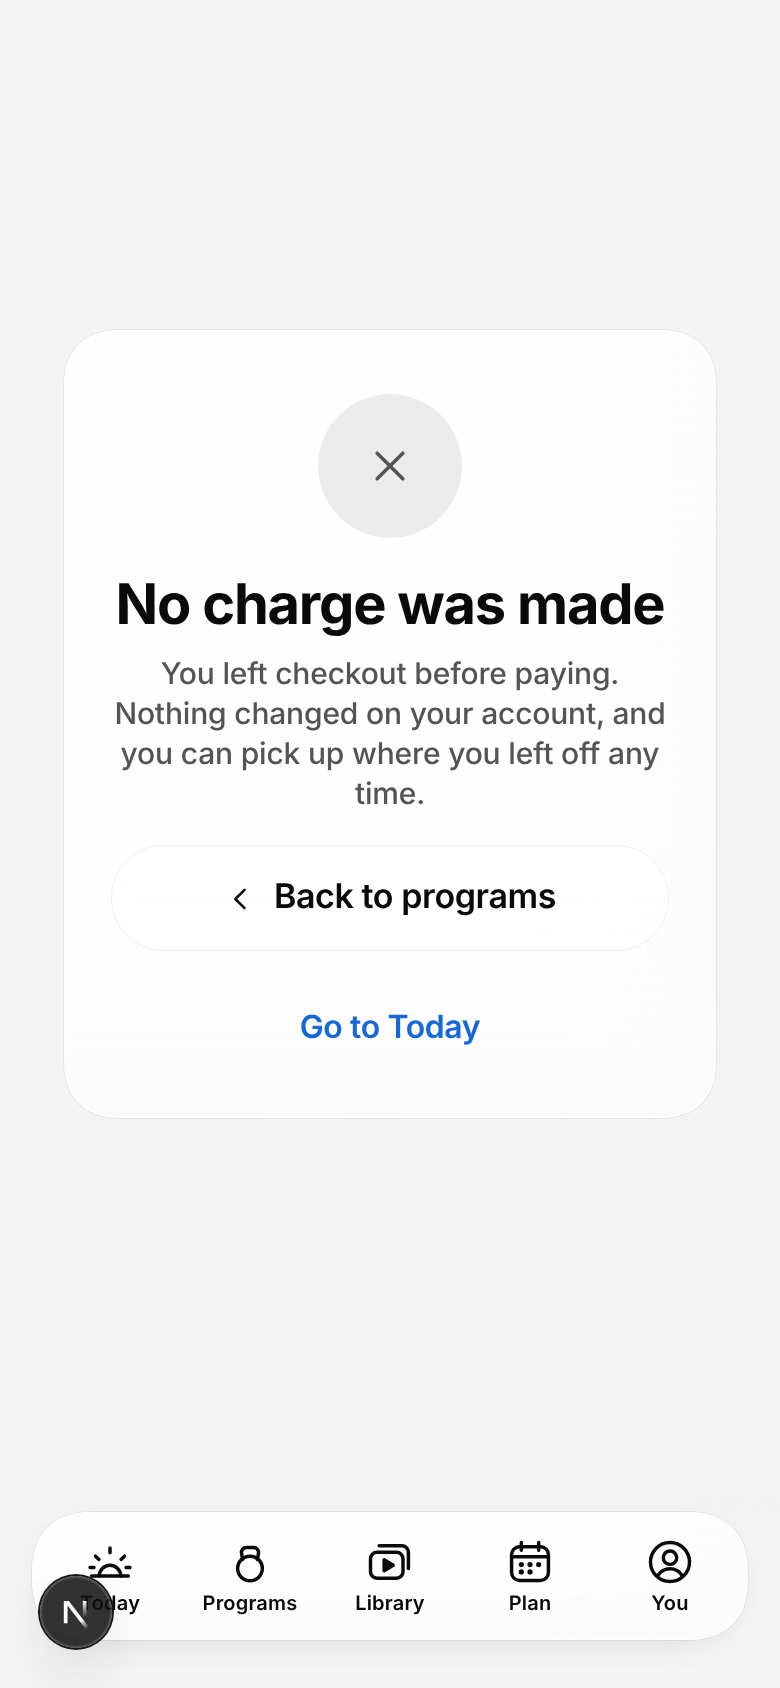 No charge was made
You left checkout before paying.
Nothing changed on your account, and
you can pick up where you left off any
time.
Back to programs
Go to Today
Today
Programs
Library
Plan
You
N